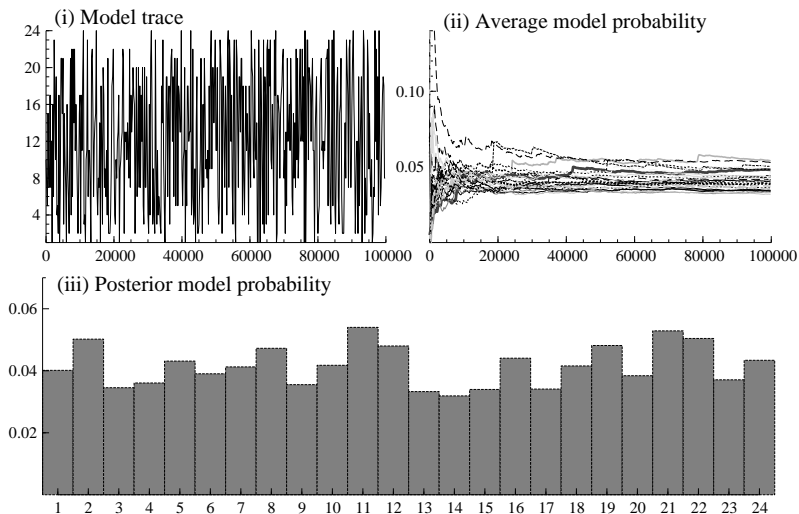 (i) Model trace
24
20
16
12
8
4
0 20000 40000 60000 80000 100000
(ii) Average model probability
0.10
0.05
0 20000 40000 60000 80000 100000
(iii) Posterior model probability
0.06
0.04
0.02
1 2 3 4 5 6 7 8 9 10 11 12 13 14 15 16 17 18 19 20 21 22 23 24